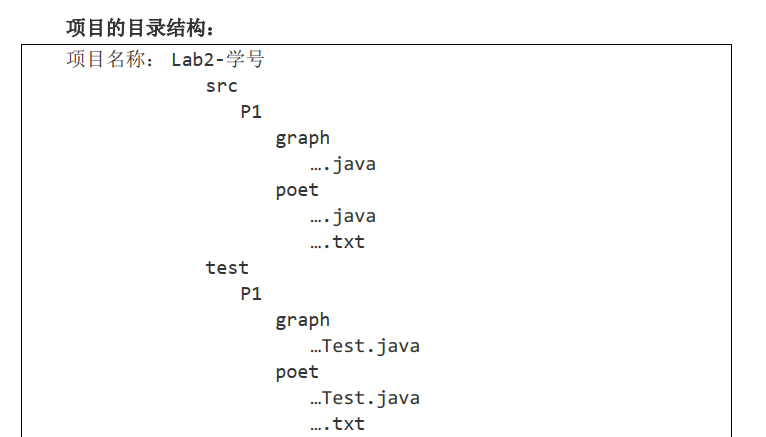 项目的目录结构：
项目名称： Lab2-学号
src
P1
graph
….java
poet
….java
….txt
test
P1
graph
…Test.java
poet
…Test.java
….txt